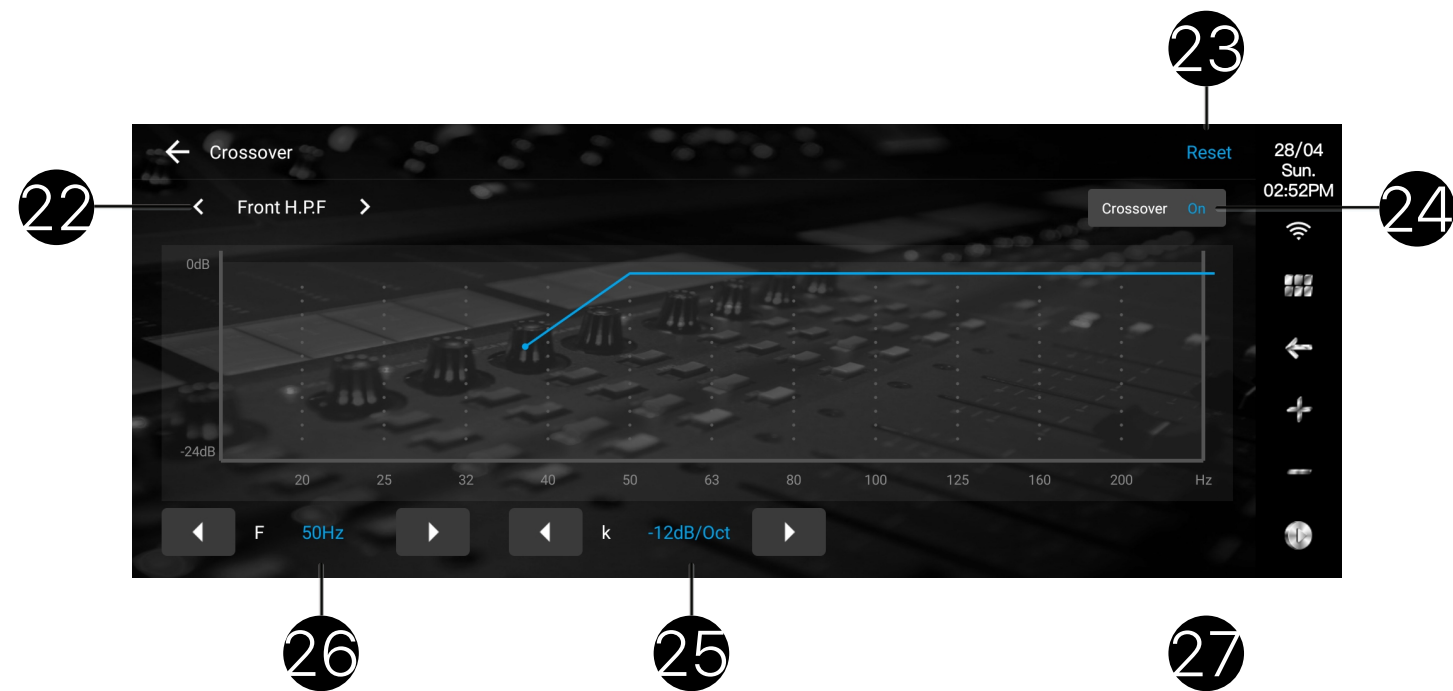 23
Crossover
Reset
28/04
Sun.
02:52PM
22
Front H.P.F
Crossover On
24
0dB
-24dB
20 25 32 40 50 63 80 100 125 160 200 Hz
F 50Hz k -12dB/Oct
26
25
27